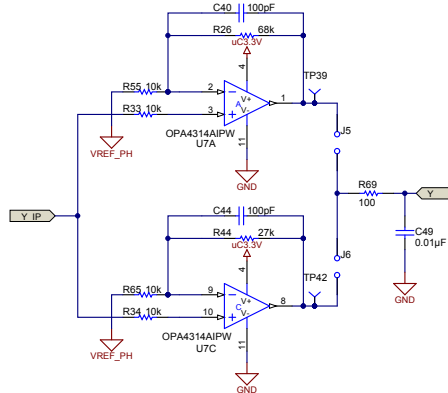 C40 100pF
R26 68k
uC3.3V
TP39
4
R55 10k
2
V+
1
A
R33 10k
3
V-
J5
OPA4314AIPW
11
U7A
VREF_PH
GND
R69
Y
100
Y_IP
C44 100pF
C49
R44 27k
0.01µF
uC3.3V
J6
4
TP42
GND
R65 10k
9
V+
8
C
R34 10k
10
V-
OPA4314AIPW
11
U7C
VREF_PH
GND